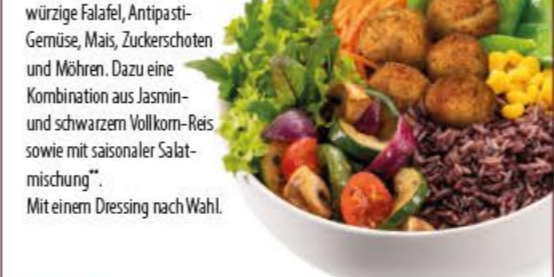 würzige Falafel, Antipasti-
Gemüse, Mais, Zuckerschoten
und Möhren. Dazu eine
Kombination aus Jasmin-
und schwarzem Vollkorn-Reis
sowie mit saisonaler Salat-
mischung**.
Mit einem Dressing nach Wahl.